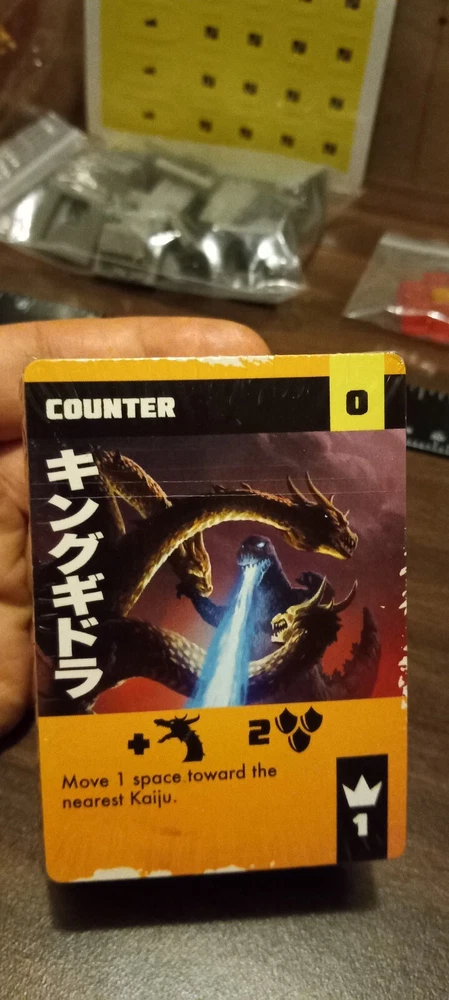 COUNTER
0
キングギドラ
+ 2
Move 1 space toward the
nearest Kaiju.
1